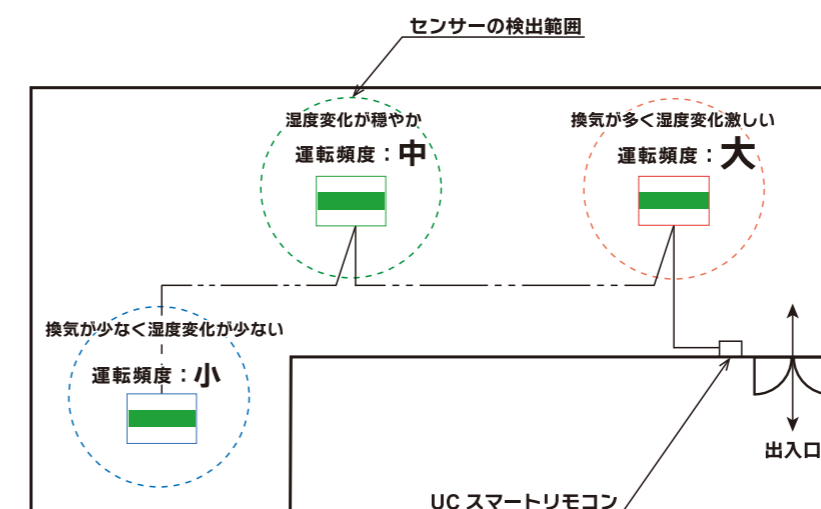 センサーの検出範囲
湿度変化が穏やか
運転頻度：中
換気が多く湿度変化激しい
運転頻度：大
換気が少なく湿度変化が少ない
運転頻度：小
出入口
UC スマートリモコン